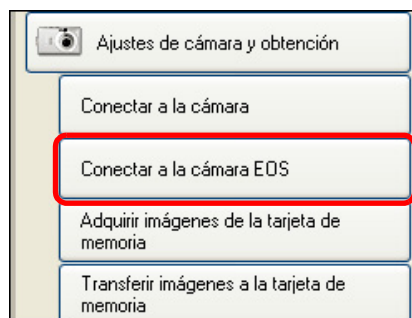 Ajustes de cámara y obtención
Conectar a la cámara
Conectar a la cámara EOS
Adquirir imágenes de la tarjeta de
memoria
Transferir imágenes a la tarjeta de
memoria